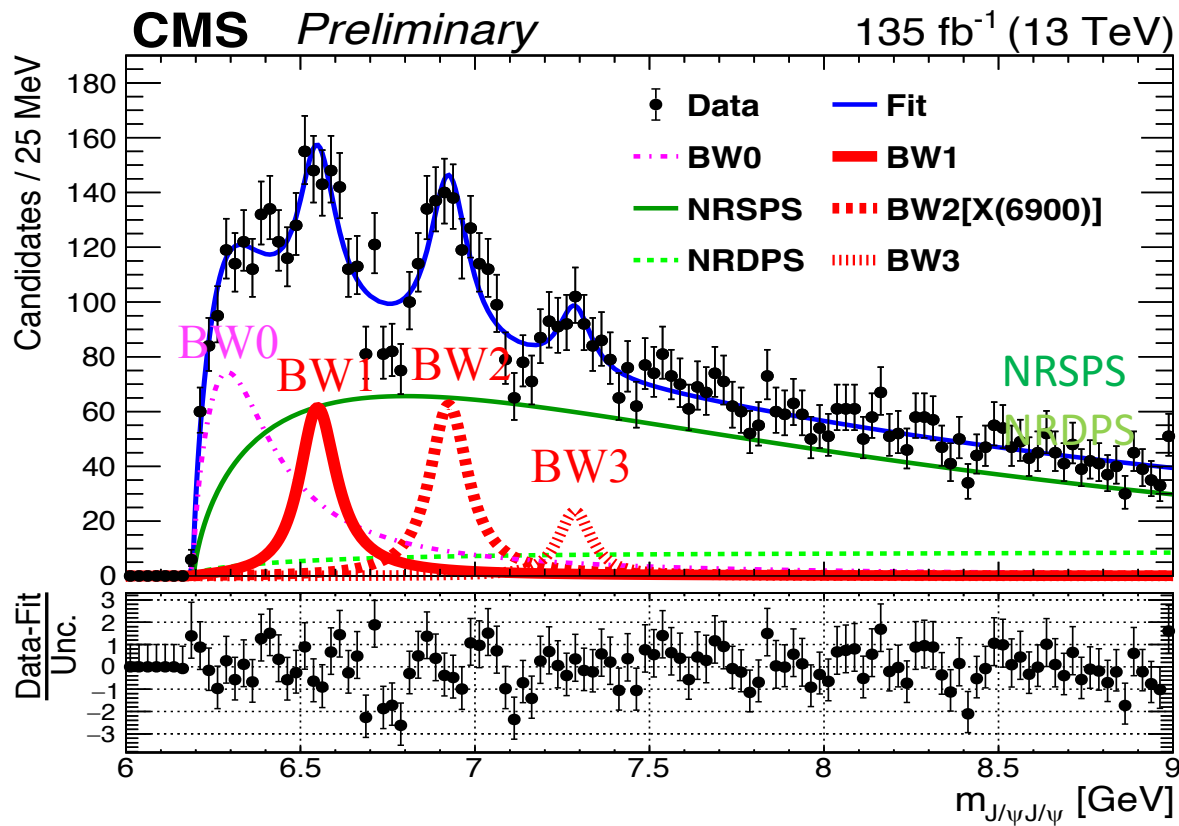 CMS Preliminary 135 fb⁻¹ (13 TeV)
Candidates / 25 MeV
180
160
140
120
100
80
60
40
20
0
Data
Fit
BW0
BW1
NRSPS
BW2[X(6900)]
NRDPS
BW3
BW0
BW1
BW2
BW3
NRSPS
NRDPS
Data-Fit
Unc.
3
2
1
0
−1
−2
−3
6 6.5 7 7.5 8 8.5 9
m_J/ψJ/ψ [GeV]